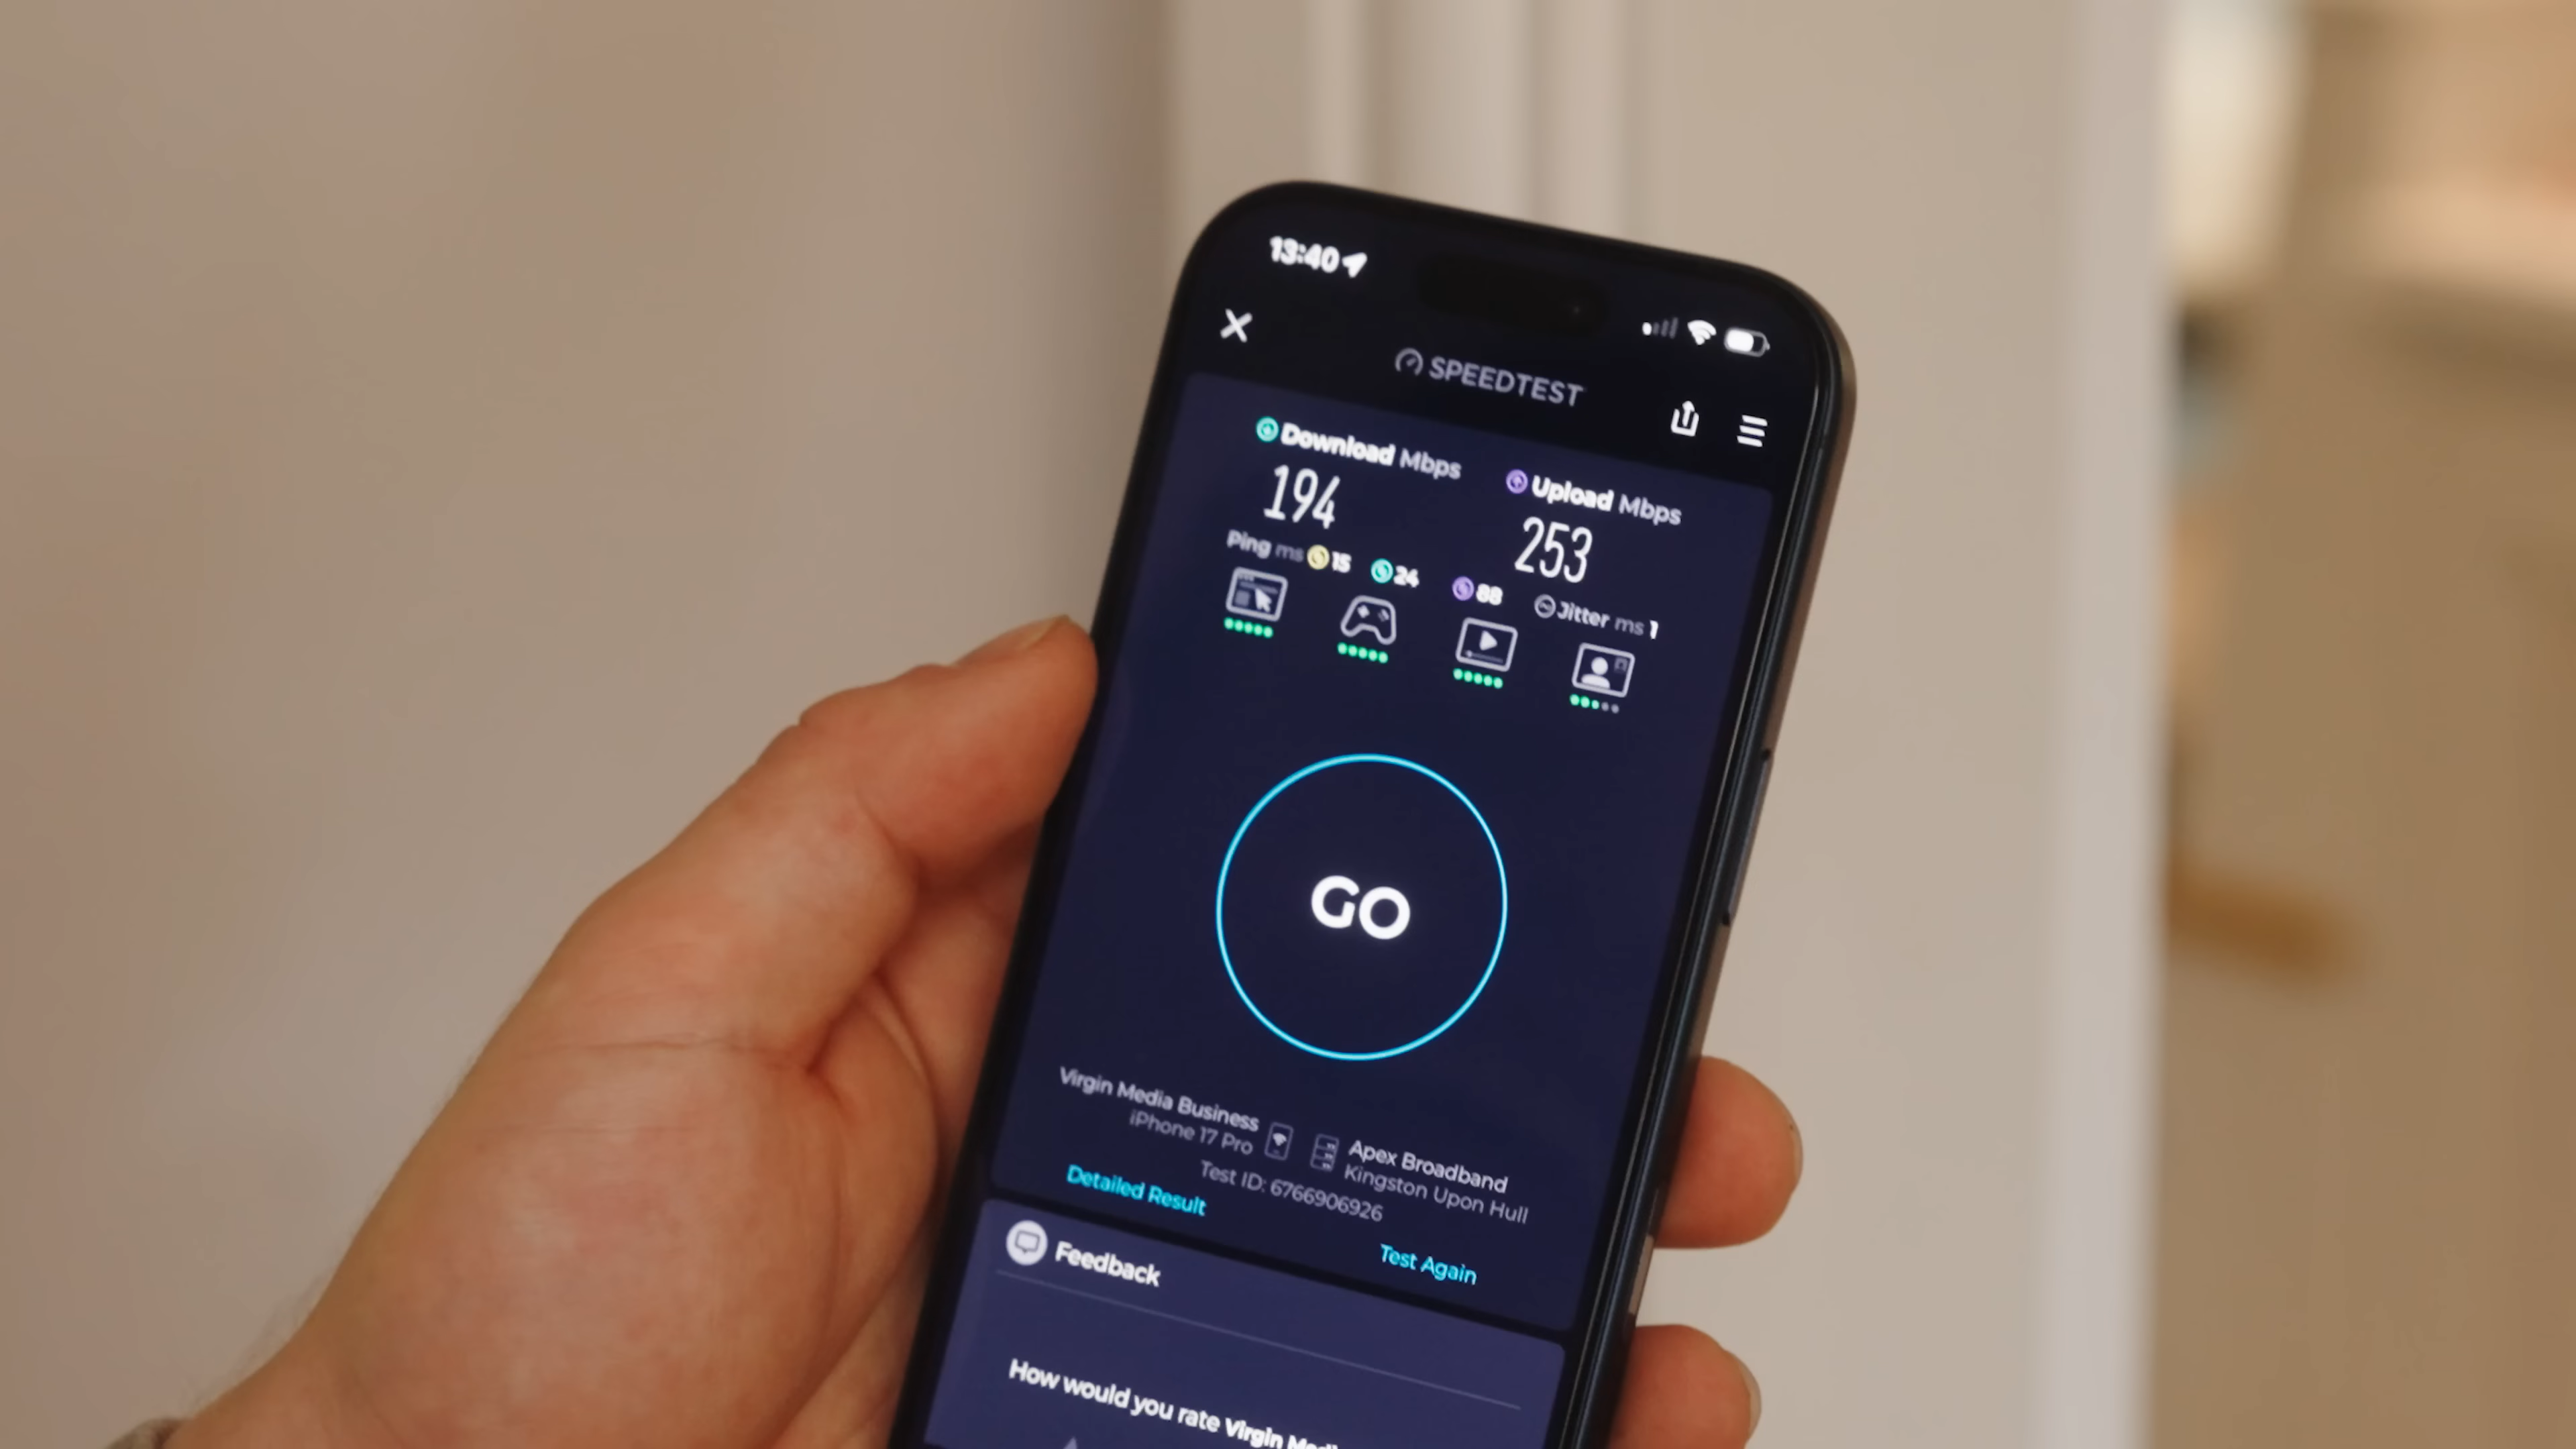 13:40
SPEEDTEST
Download Mbps
Upload Mbps
194
253
Ping ms 15 24 88
Jitter ms 1
GO
Virgin Media Business
iPhone 17 Pro
Apex Broadband
Kingston Upon Hull
Test ID: 6766906926
Detailed Result
Test Again
Feedback
How would you rate Virgin